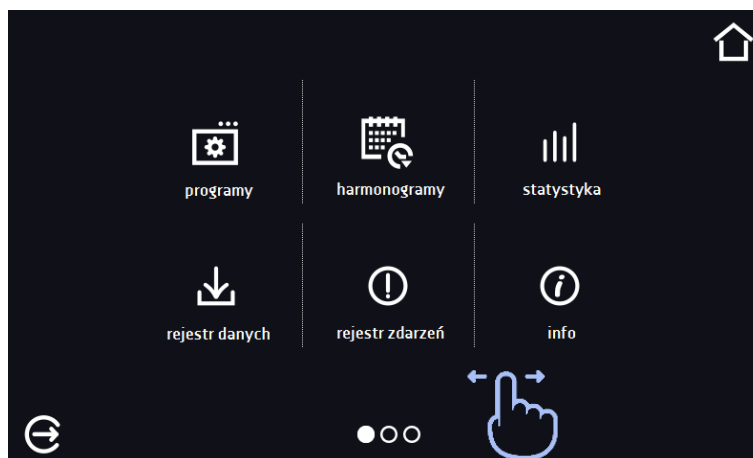 programy
harmonogramy
statystyka
rejestr danych
rejestr zdarzeń
info